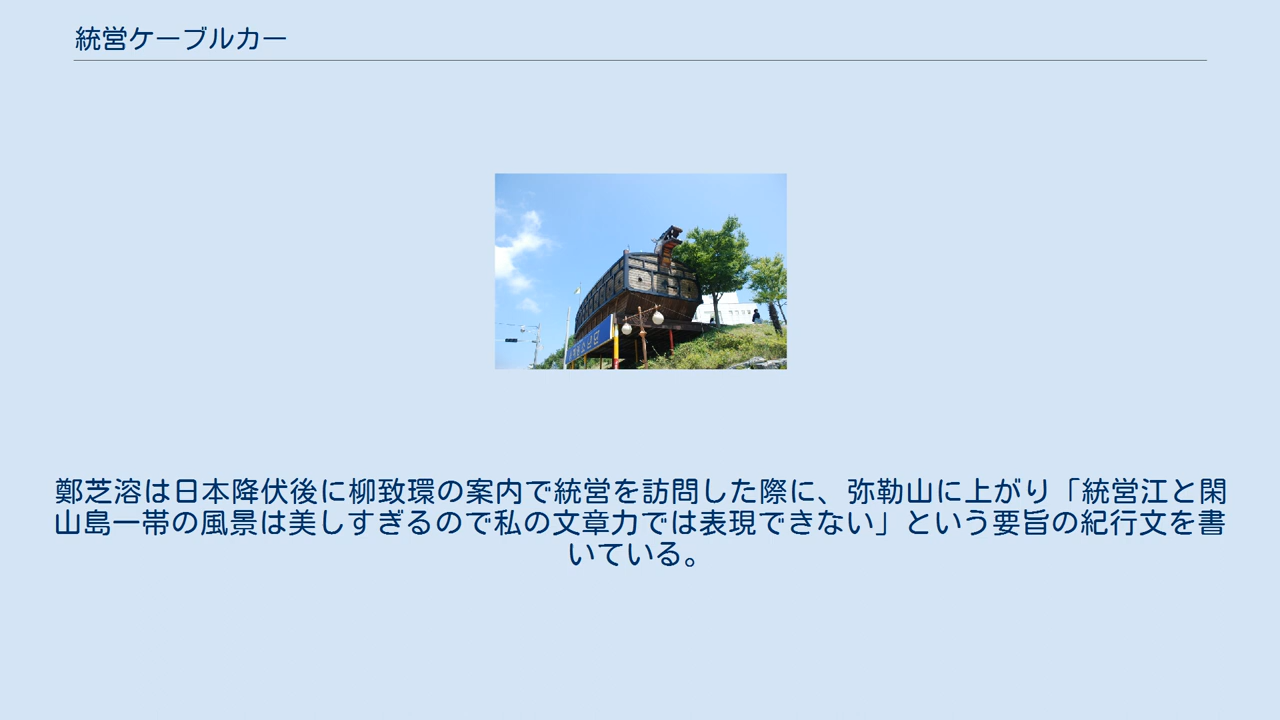 統営ケーブルカー
鄭芝溶は日本降伏後に柳致環の案内で統営を訪問した際に、弥勒山に上がり「統営江と閑
山島一帯の風景は美しすぎるので私の文章力では表現できない」という要旨の紀行文を書
いている。